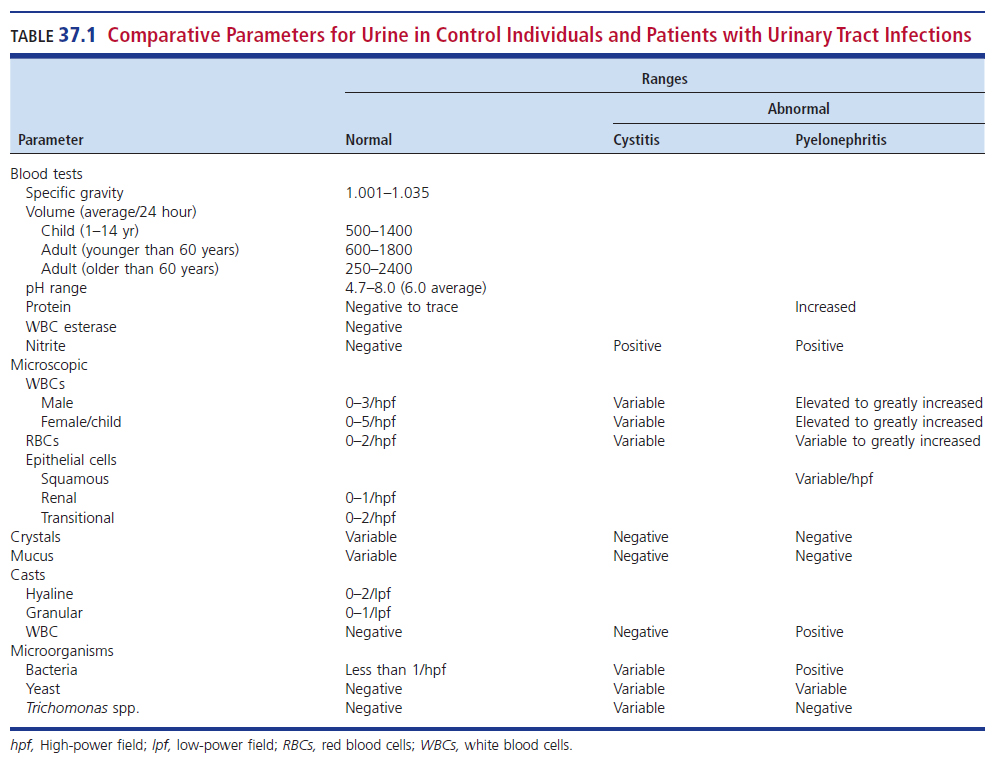 TABLE 37.1 Comparative Parameters for Urine in Control Individuals and Patients with Urinary Tract Infections
Ranges
Abnormal
Parameter Normal Cystitis Pyelonephritis
Blood tests
Specific gravity 1.001–1.035
Volume (average/24 hour)
Child (1–14 yr) 500–1400
Adult (younger than 60 years) 600–1800
Adult (older than 60 years) 250–2400
pH range 4.7–8.0 (6.0 average)
Protein Negative to trace Increased
WBC esterase Negative
Nitrite Negative Positive Positive
Microscopic
WBCs
Male 0–3/hpf Variable Elevated to greatly increased
Female/child 0–5/hpf Variable Elevated to greatly increased
RBCs 0–2/hpf Variable Variable to greatly increased
Epithelial cells
Squamous Variable/hpf
Renal 0–1/hpf
Transitional 0–2/hpf
Crystals Variable Negative Negative
Mucus Variable Negative Negative
Casts
Hyaline 0–2/lpf
Granular 0–1/lpf
WBC Negative Negative Positive
Microorganisms
Bacteria Less than 1/hpf Variable Positive
Yeast Negative Variable Variable
Trichomonas spp. Negative Variable Negative
hpf, High-power field; lpf, low-power field; RBCs, red blood cells; WBCs, white blood cells.